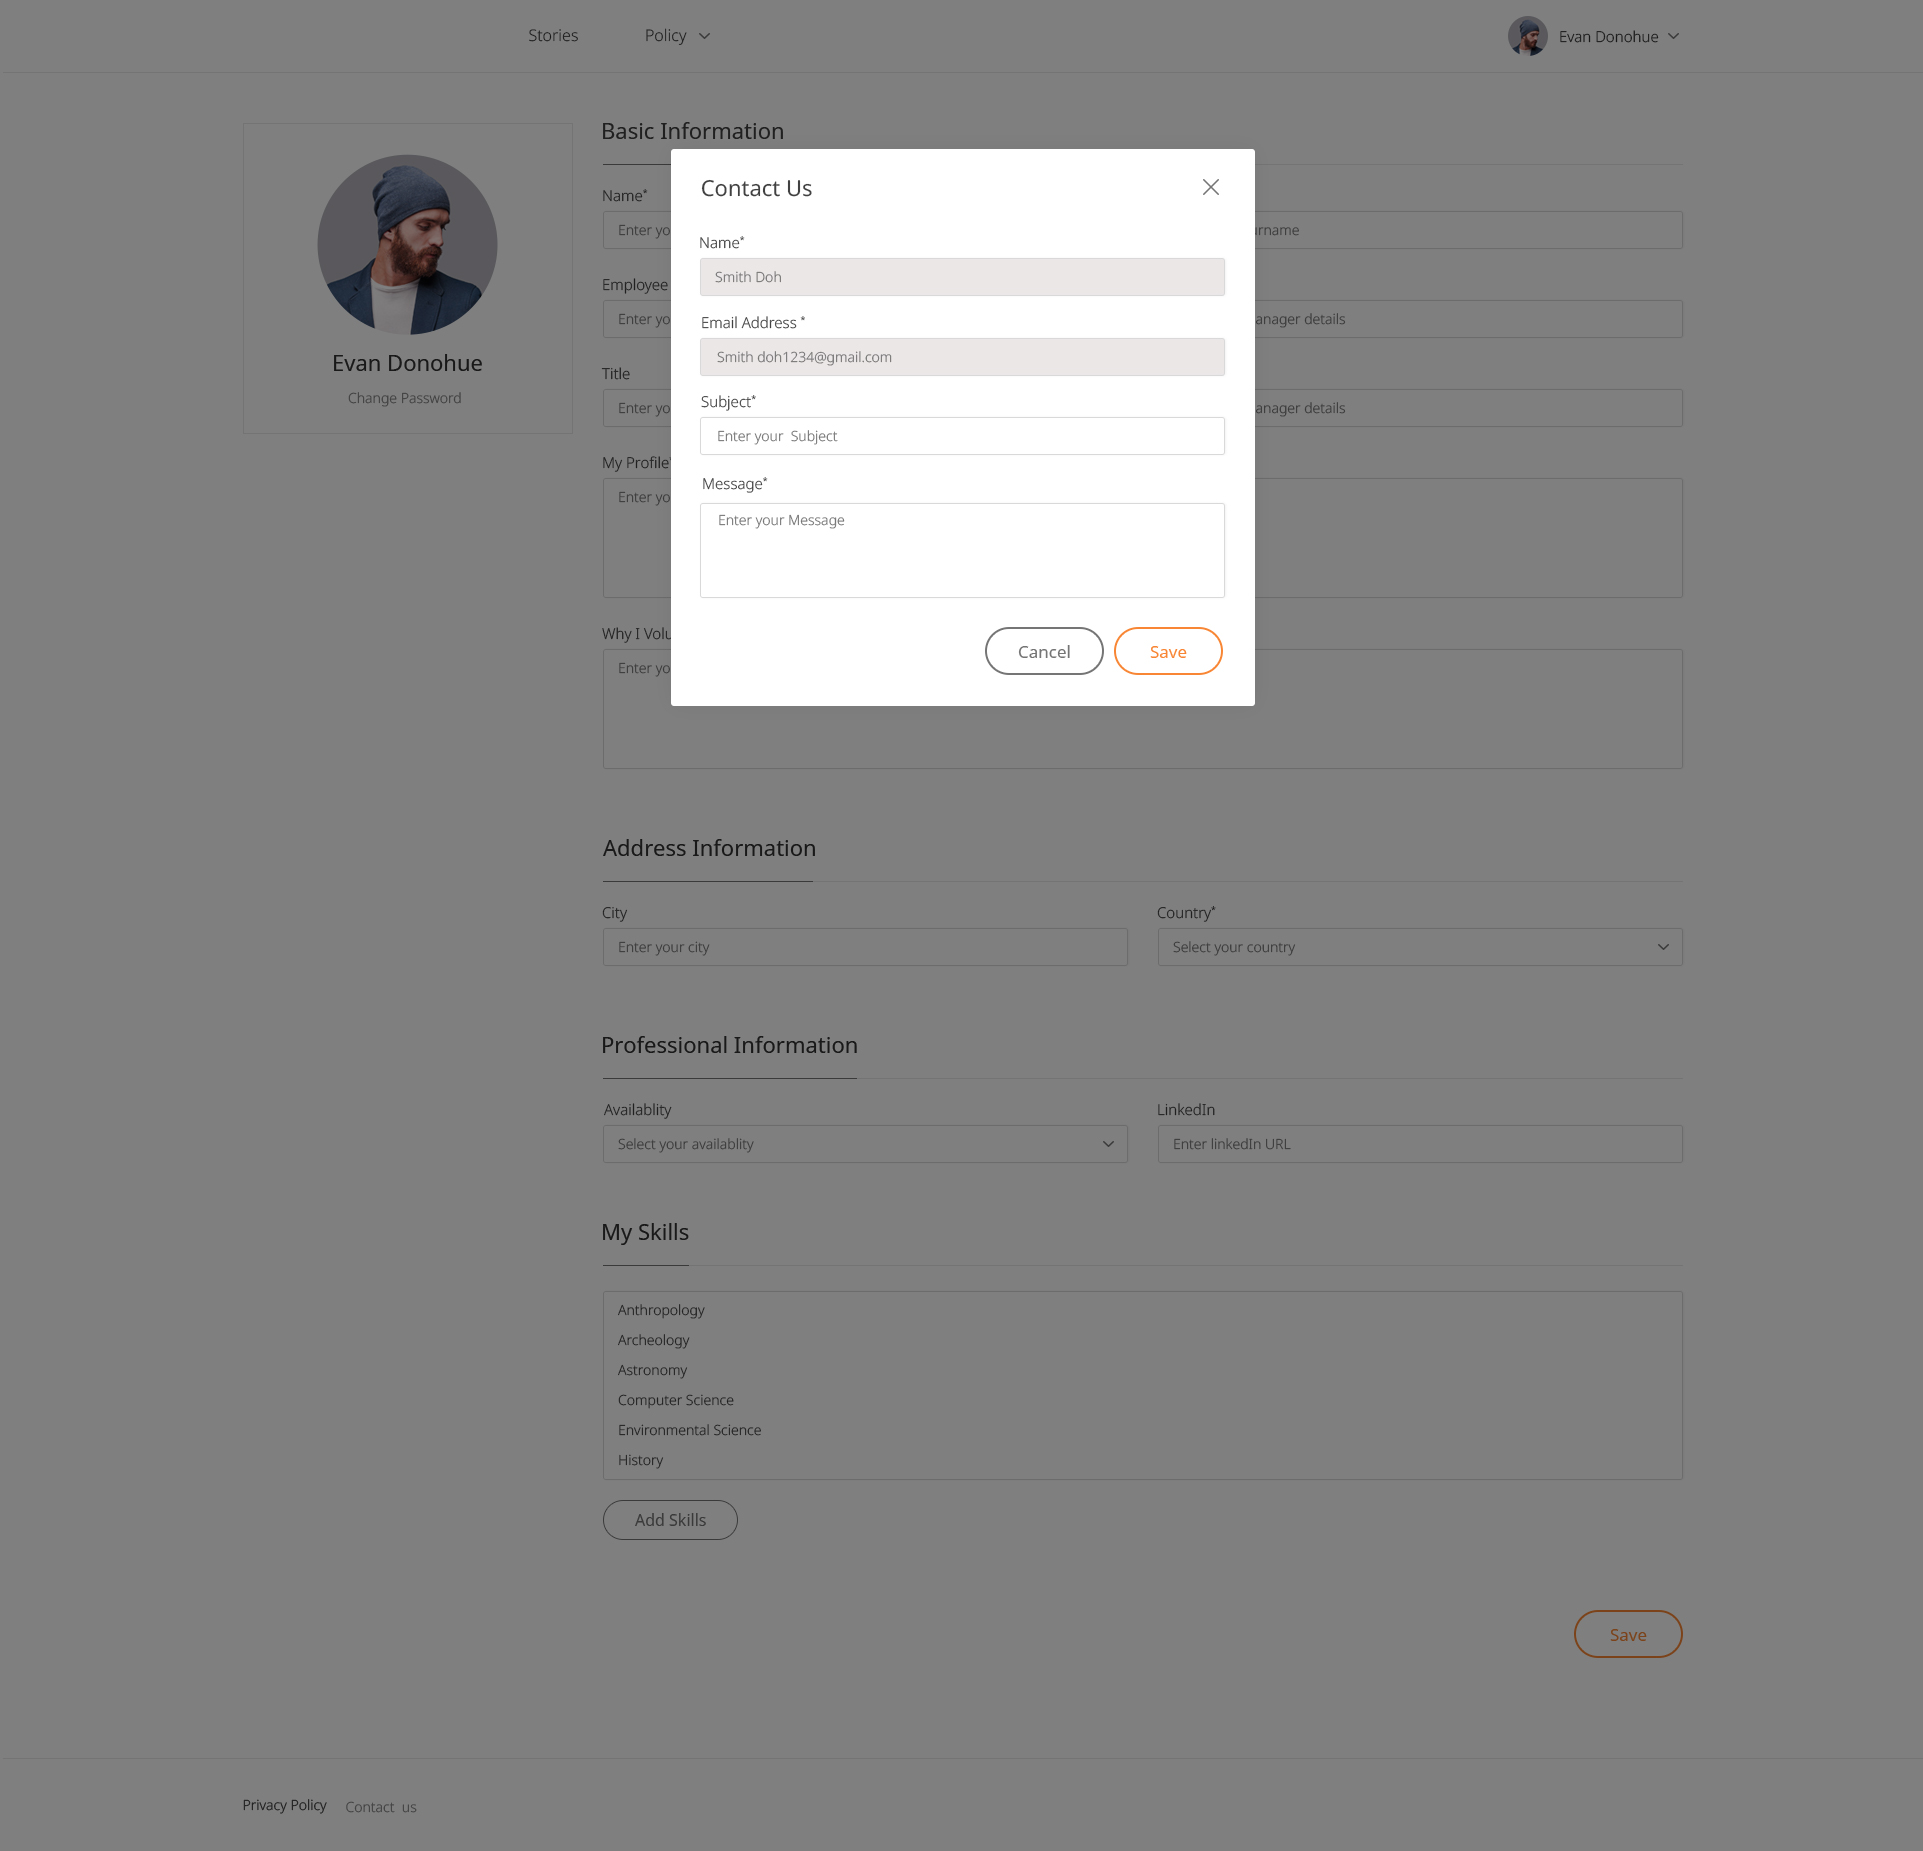 Stories Policy Evan Donohue
Evan Donohue
Change Password
Basic Information
Name*
Enter yo
rname
Employee
Enter yo
anager details
Title
Enter yo
anager details
My Profile
Enter yo
Why I Volu
Enter yo
Contact Us
Name*
Smith Doh
Email Address *
Smith doh1234@gmail.com
Subject*
Enter your Subject
Message*
Enter your Message
Cancel Save
Address Information
City Country*
Enter your city Select your country
Professional Information
Availablity LinkedIn
Select your availablity Enter linkedIn URL
My Skills
Anthropology
Archeology
Astronomy
Computer Science
Environmental Science
History
Add Skills
Save
Privacy Policy Contact us